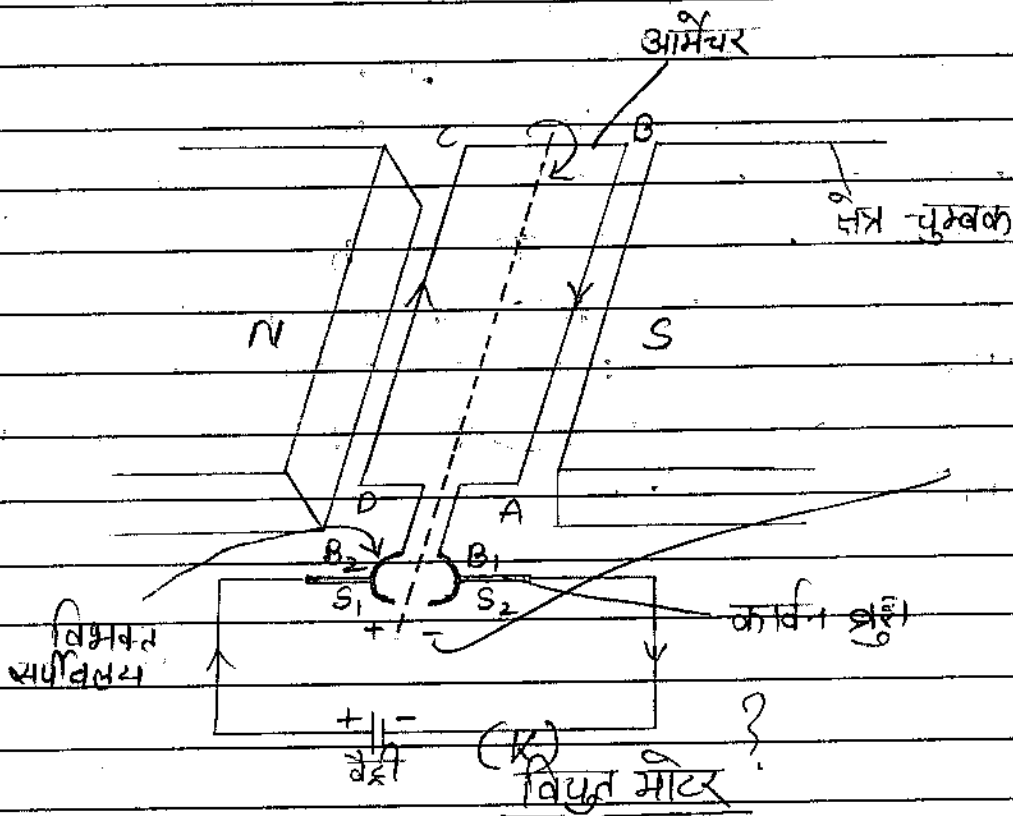 आर्मेचर
C
B
क्षेत्र -चुम्बक
N
S
D
A
B₂
B₁
S₁
S₂
+
-
कार्बन ब्रुश
विभक्त
सर्पीवलय
+
-
बैट्री
(K)
?
विधुत मोटर